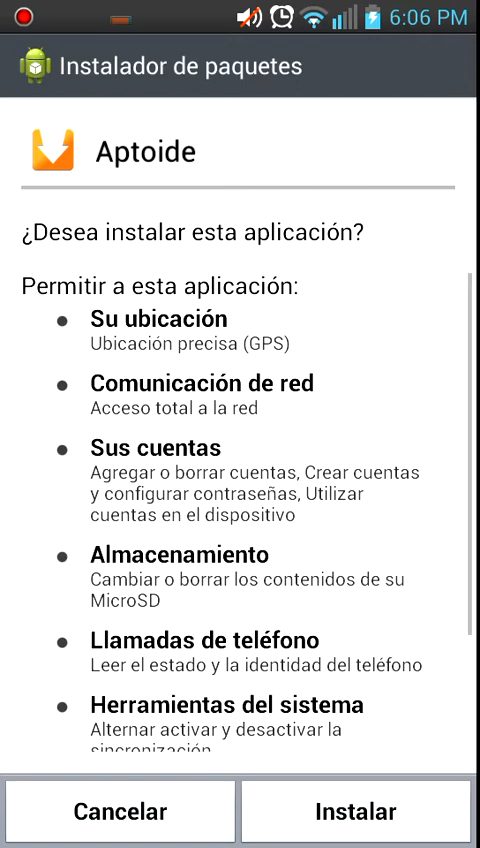 6:06 PM
Instalador de paquetes
Aptoide
¿Desea instalar esta aplicación?
Permitir a esta aplicación:
Su ubicación
Ubicación precisa (GPS)
Comunicación de red
Acceso total a la red
Sus cuentas
Agregar o borrar cuentas, Crear cuentas
y configurar contraseñas, Utilizar
cuentas en el dispositivo
Almacenamiento
Cambiar o borrar los contenidos de su
MicroSD
Llamadas de teléfono
Leer el estado y la identidad del teléfono
Herramientas del sistema
Alternar activar y desactivar la
sincronización
Cancelar
Instalar